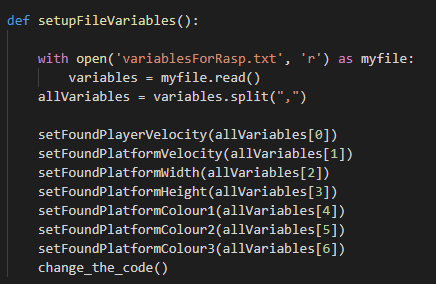 def setupFileVariables():
with open('variablesForRasp.txt', 'r') as myfile:
variables = myfile.read()
allVariables = variables.split(",")
setFoundPlayerVelocity(allVariables[0])
setFoundPlatformVelocity(allVariables[1])
setFoundPlatformWidth(allVariables[2])
setFoundPlatformHeight(allVariables[3])
setFoundPlatformColour1(allVariables[4])
setFoundPlatformColour2(allVariables[5])
setFoundPlatformColour3(allVariables[6])
change_the_code()